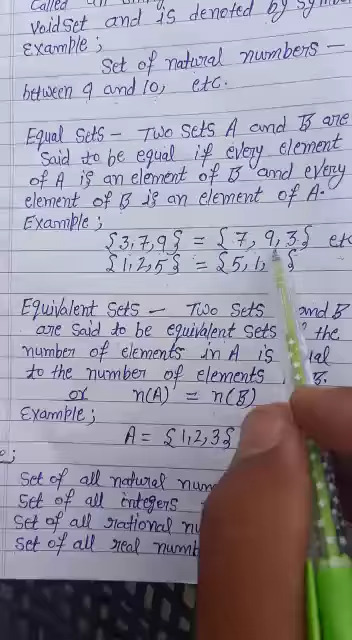 Called
Void Set and is denoted by symb
Example;
Set of natural numbers -
between 9 and 10, etc.
Equal Sets - Two Sets A and B are
Said to be equal if every element
of A is an element of B and every
element of B is an element of A.
Example;
{3,7,9} = {7, 9,3} etc
{1,2,5} = {5,1, }
Equivalent Sets - Two Sets and B
are said to be equivalent sets the
number of elements in A is ual
to the number of elements B.
or n(A) = n(B)
Example;
A = {1,2,3}
Set of all natural num
Set of all integers
Set of all rational nu
Set of all real numb